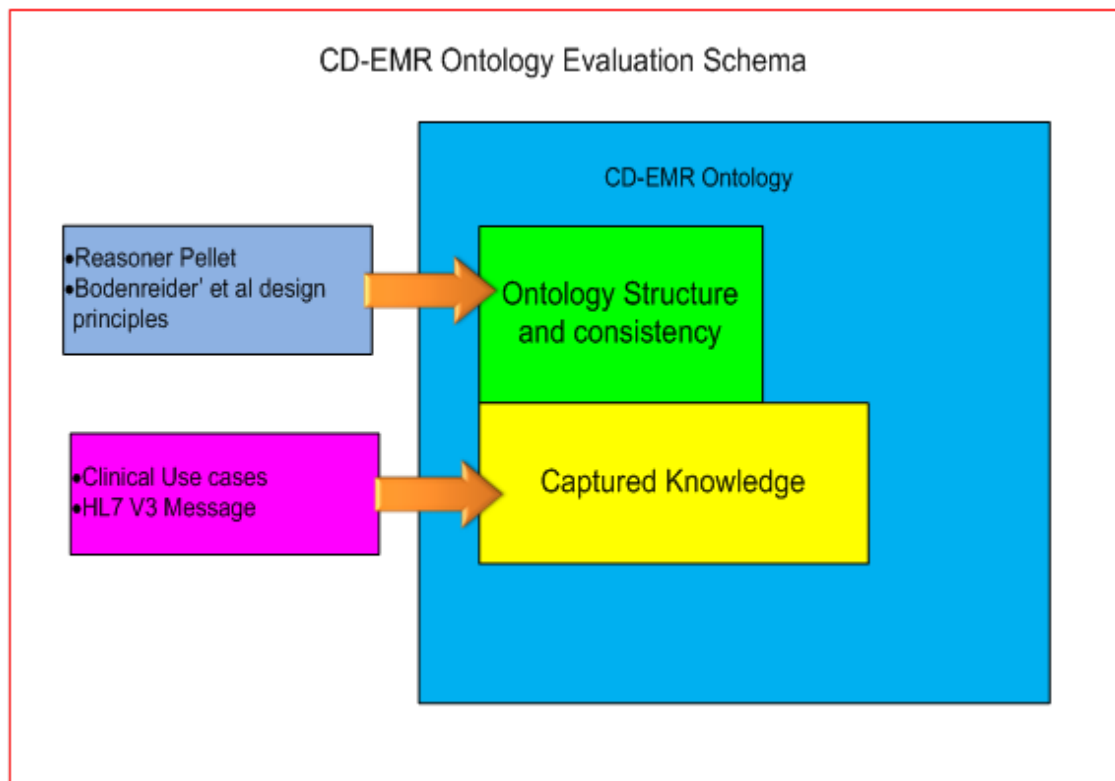 CD-EMR Ontology Evaluation Schema
CD-EMR Ontology
•Reasoner Pellet
•Bodenreider’ et al design
principles
Ontology Structure
and consistency
•Clinical Use cases
•HL7 V3 Message
Captured Knowledge